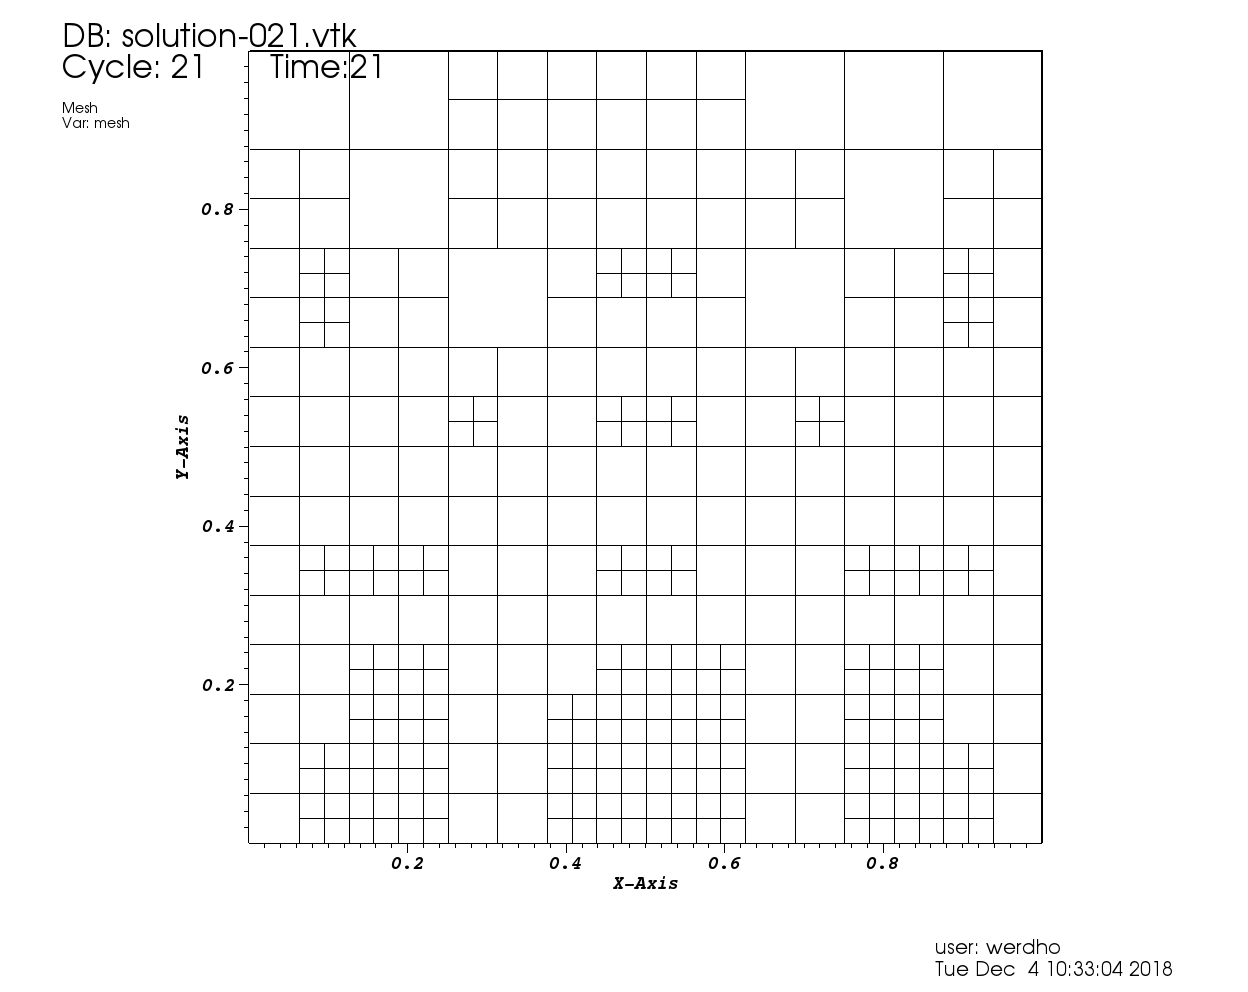 DB: solution-021.vtk
Cycle: 21 Time:21
Mesh
Var: mesh
0.8
0.6
Y-Axis
0.4
0.2
0.2 0.4 0.6 0.8
X-Axis
user: werdho
Tue Dec 4 10:33:04 2018